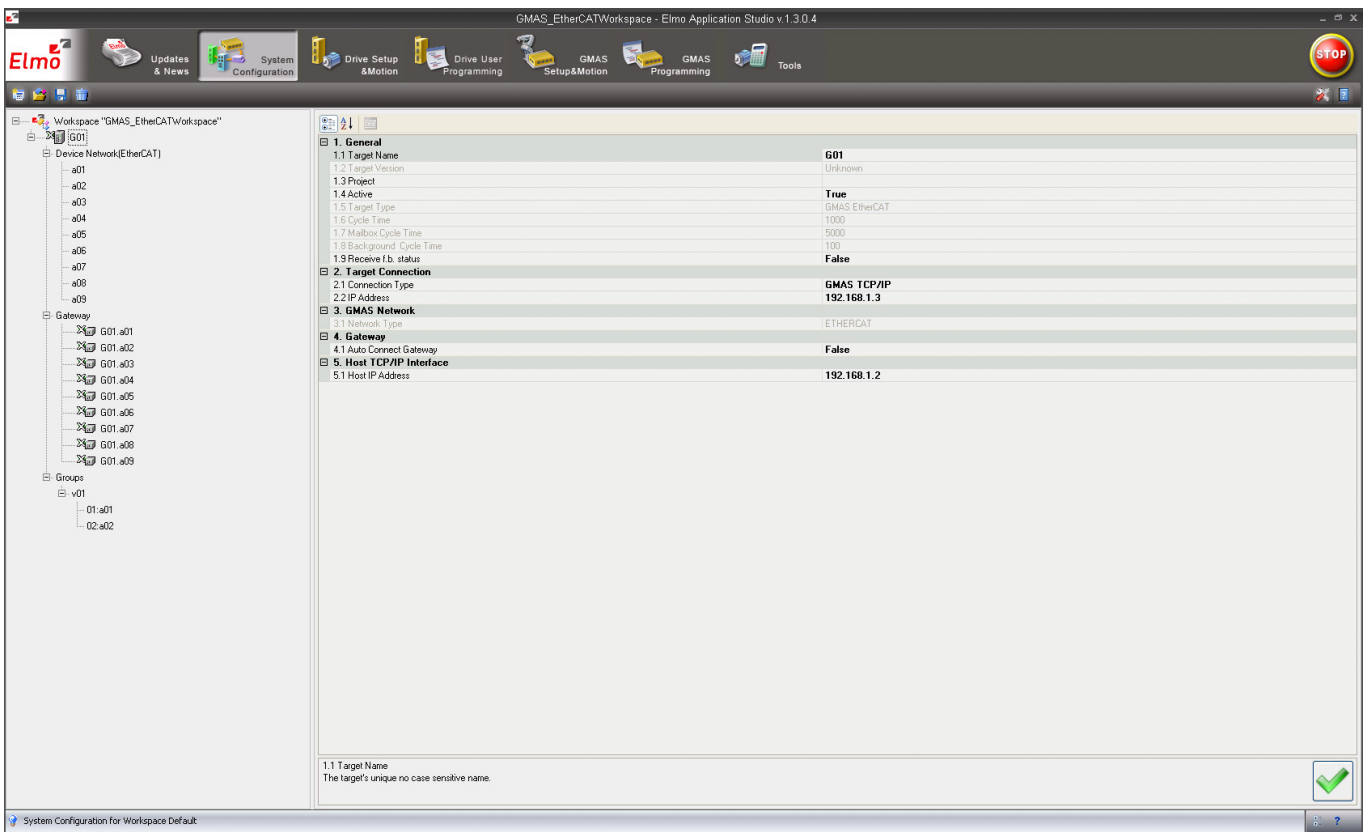 GMAS_EtherCATWorkspace - Elmo Application Studio v.1.3.0.4
Elmo
Updates & News
System Configuration
Drive Setup &Motion
Drive User Programming
GMAS Setup&Motion
GMAS Programming
Tools
STOP
Workspace "GMAS_EtherCATWorkspace"
G01
Device Network(EtherCAT)
a01
a02
a03
a04
a05
a06
a07
a08
a09
Gateway
G01.a01
G01.a02
G01.a03
G01.a04
G01.a05
G01.a06
G01.a07
G01.a08
G01.a09
Groups
v01
01:a01
02:a02
1. General
1.1 Target Name G01
1.2 Target Version Unknown
1.3 Project
1.4 Active True
1.5 Target Type GMAS EtherCAT
1.6 Cycle Time 1000
1.7 Mailbox Cycle Time 5000
1.8 Background Cycle Time 100
1.9 Receive f.b. status False
2. Target Connection
2.1 Connection Type GMAS TCP/IP
2.2 IP Address 192.168.1.3
3. GMAS Network
3.1 Network Type ETHERCAT
4. Gateway
4.1 Auto Connect Gateway False
5. Host TCP/IP Interface
5.1 Host IP Address 192.168.1.2
1.1 Target Name
The target's unique no case sensitive name.
System Configuration for Workspace Default